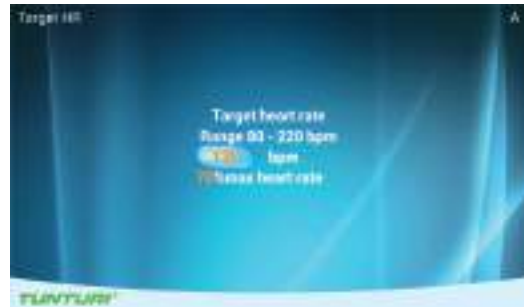 Target HR
A
Target heart rate
Range 80 - 220 bpm
bpm
max heart rate
TUNTURI